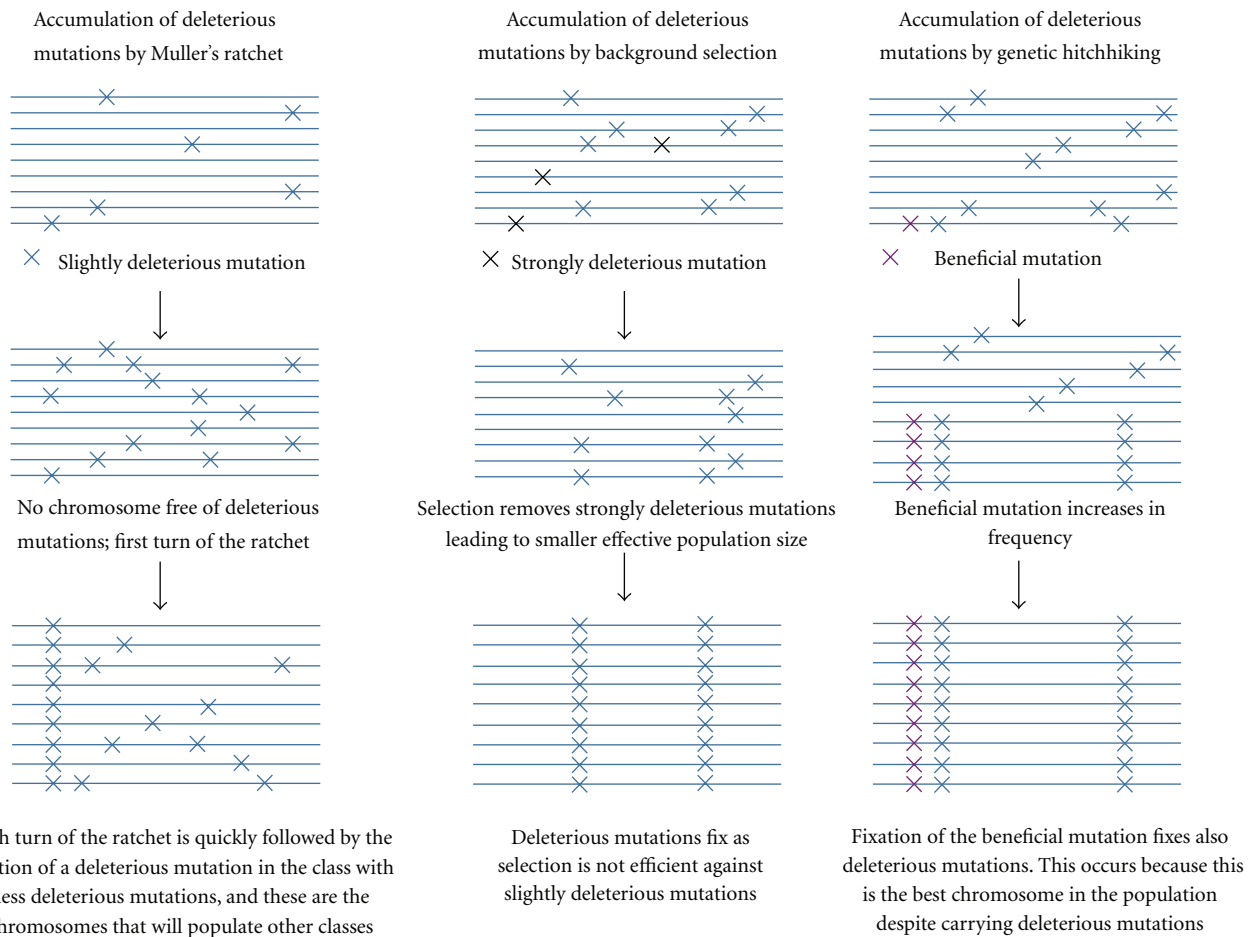 Accumulation of deleterious
mutations by Muller's ratchet
Slightly deleterious mutation
No chromosome free of deleterious
mutations; first turn of the ratchet
turn of the ratchet is quickly followed by the
of a deleterious mutation in the class with
deleterious mutations, and these are the
that will populate other classes
Accumulation of deleterious
mutations by background selection
Strongly deleterious mutation
Selection removes strongly deleterious mutations
leading to smaller effective population size
Deleterious mutations fix as
selection is not efficient against
slightly deleterious mutations
Accumulation of deleterious
mutations by genetic hitchhiking
Beneficial mutation
Beneficial mutation increases in
frequency
Fixation of the beneficial mutation fixes also
deleterious mutations. This occurs because this
is the best chromosome in the population
despite carrying deleterious mutations